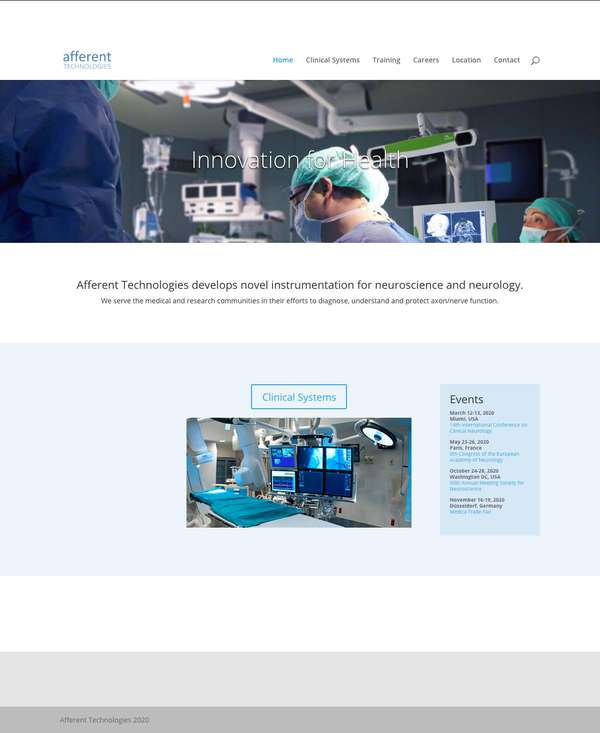 afferent
TECHNOLOGIES
Home Clinical Systems Training Careers Location Contact
Innovation for Health
Afferent Technologies develops novel instrumentation for neuroscience and neurology.
We serve the medical and research communities in their efforts to diagnose, understand and protect axon/nerve function.
Clinical Systems
Events
March 12-13, 2020
Miami, USA
14th International Conference on
Clinical Neurology
May 23-26, 2020
Paris, France
6th Congress of the European
Academy of Neurology
October 24-28, 2020
Washington DC, USA
50th Annual Meeting Society for
Neuroscience
November 16-19, 2020
Düsseldorf, Germany
Medica Trade Fair
Afferent Technologies 2020